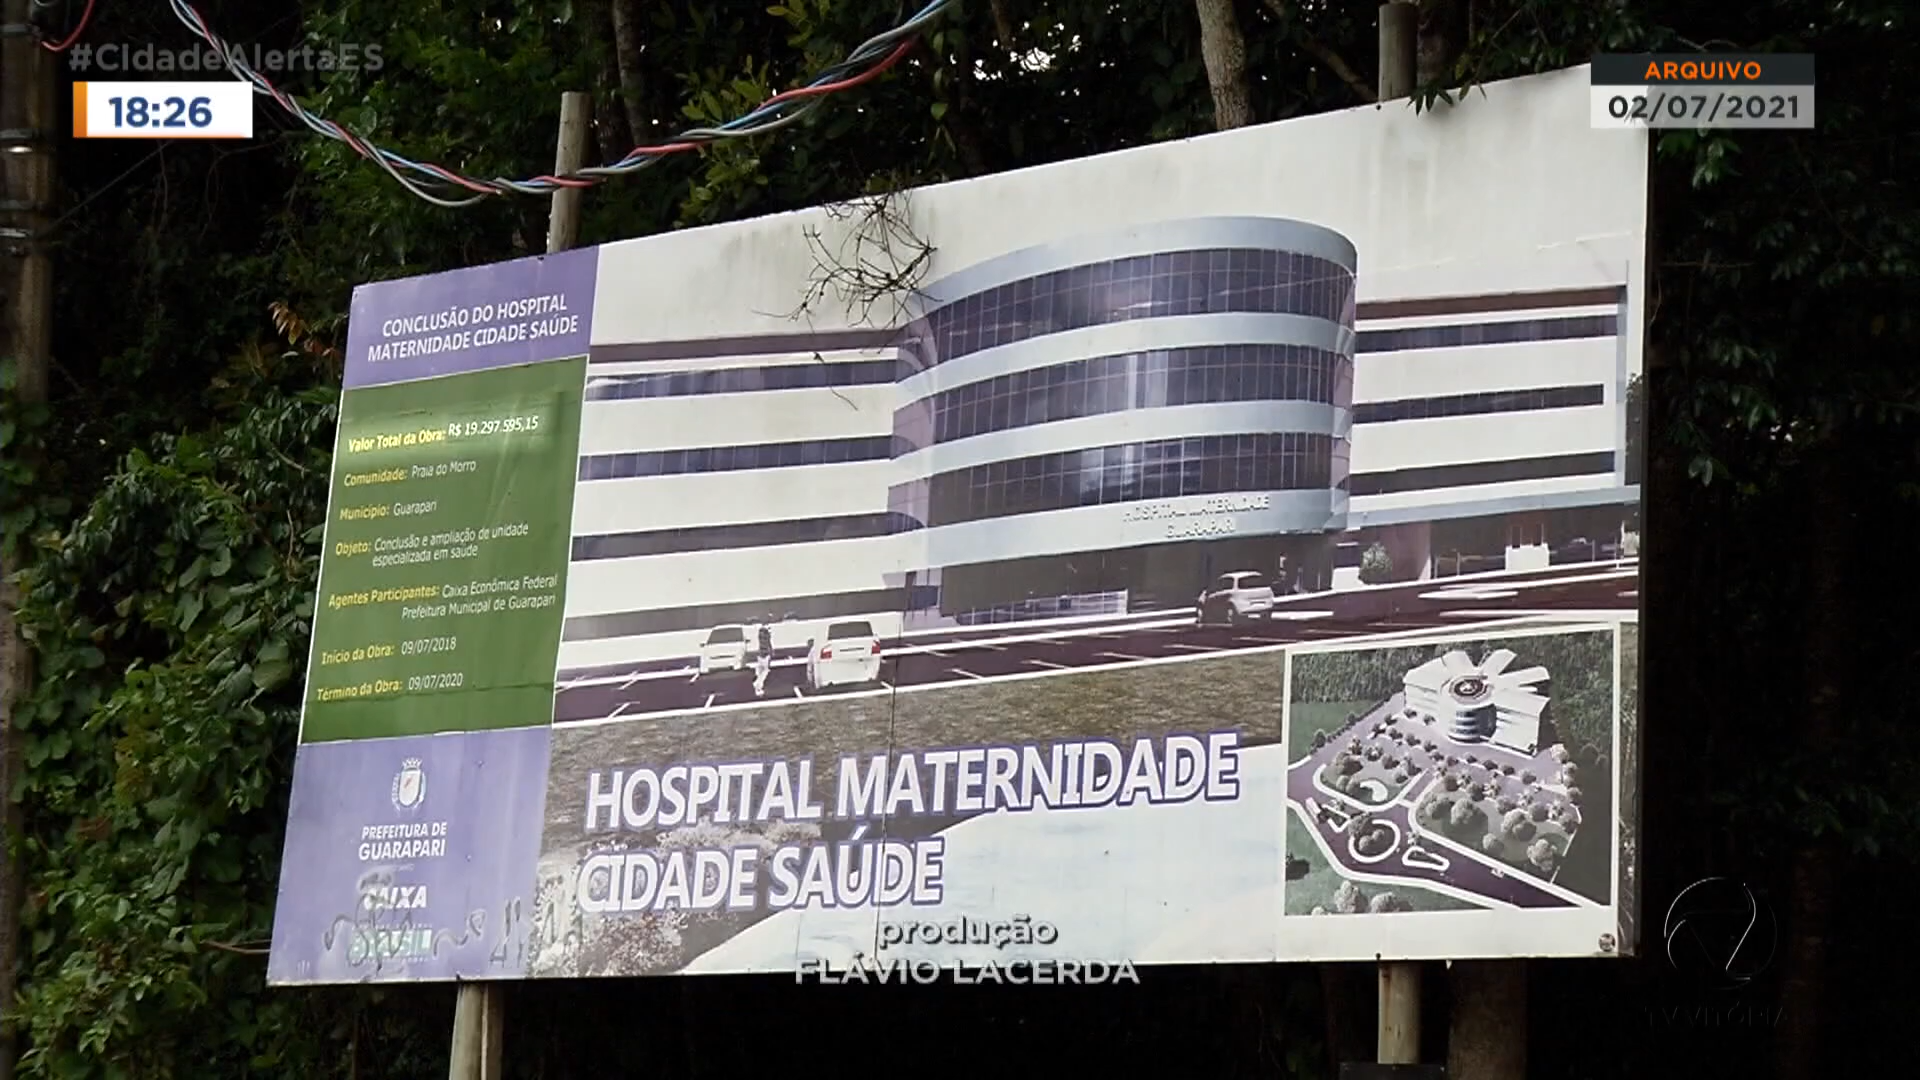 #CIdadeAlertaES
18:26
ARQUIVO
02/07/2021
CONCLUSÃO DO HOSPITAL
MATERNIDADE CIDADE SAÚDE
Valor Total da Obra: R$ 19.297.595,15
Comunidade: Praia do Morro
Município: Guarapari
Objeto: Conclusão e ampliação de unidade
especializada em saúde
Agentes Participantes: Caixa Econômica Federal
Prefeitura Municipal de Guarapari
Início da Obra: 09/07/2018
Término da Obra: 09/07/2020
PREFEITURA DE
GUARAPARI
CAIXA
BRASIL
HOSPITAL MATERNIDADE
GUARAPARI
HOSPITAL MATERNIDADE
CIDADE SAÚDE
produção
FLÁVIO LACERDA
TV VITÓRIA